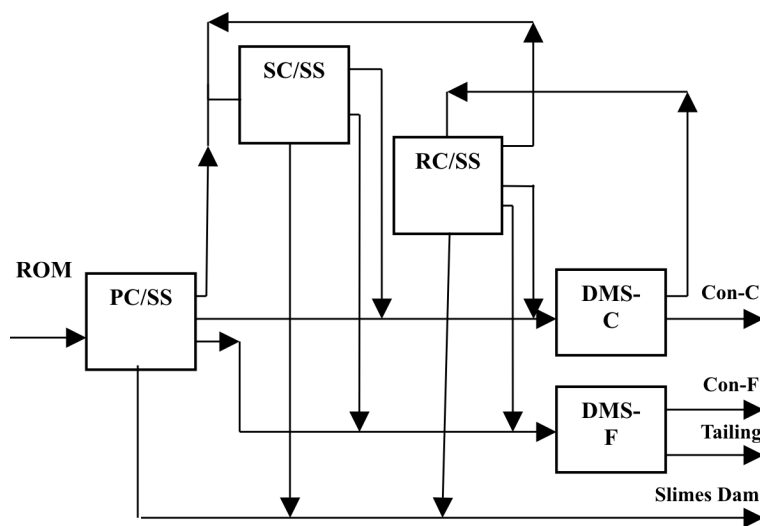 SC/SS
RC/SS
ROM
PC/SS
DMS-
C
Con-C
DMS-
F
Con-F
Tailing
Slimes Dam